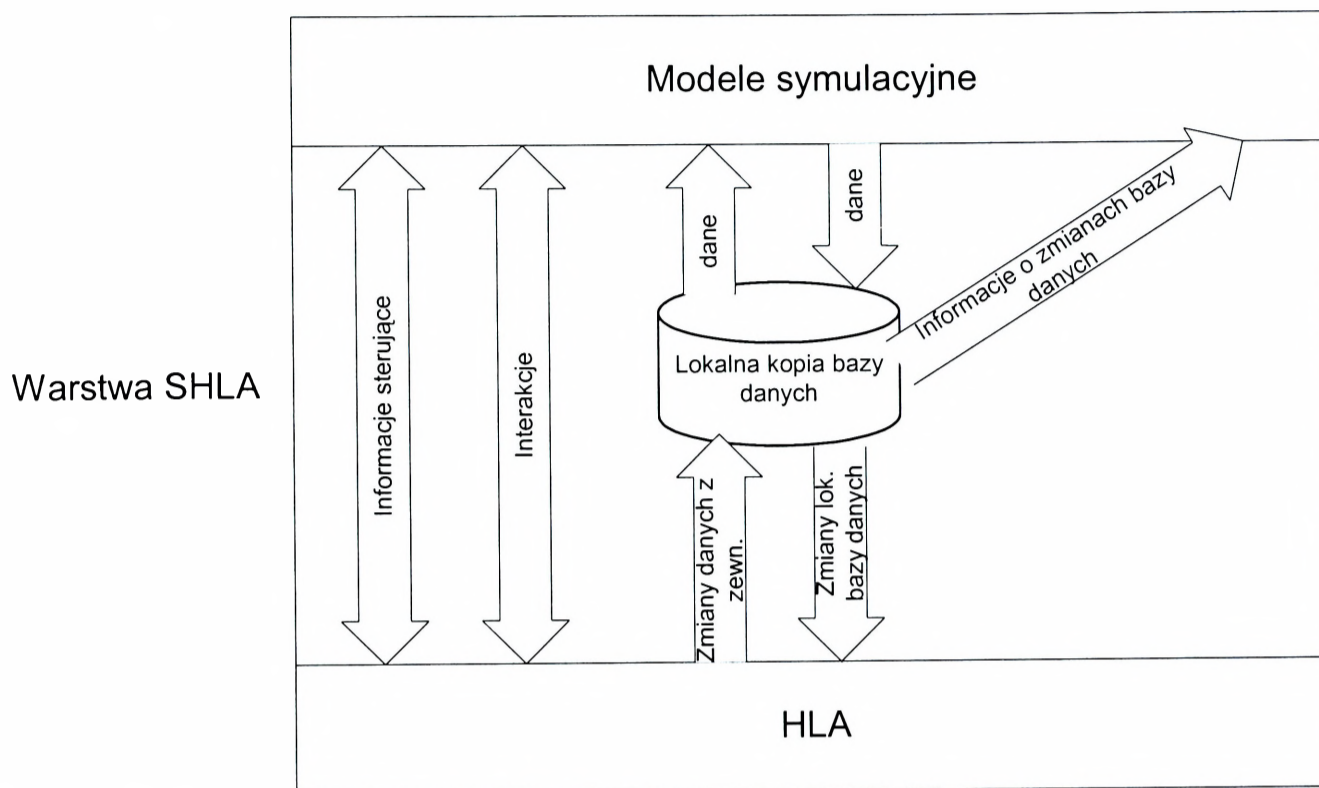 Modele symulacyjne
Warstwa SHLA
Informacje sterujące
Interakcje
dane
dane
Informacje o zmianach bazy
danych
Lokalna kopia bazy
danych
Zmiany danych z
zewn.
Zmiany lok.
bazy danych
HLA